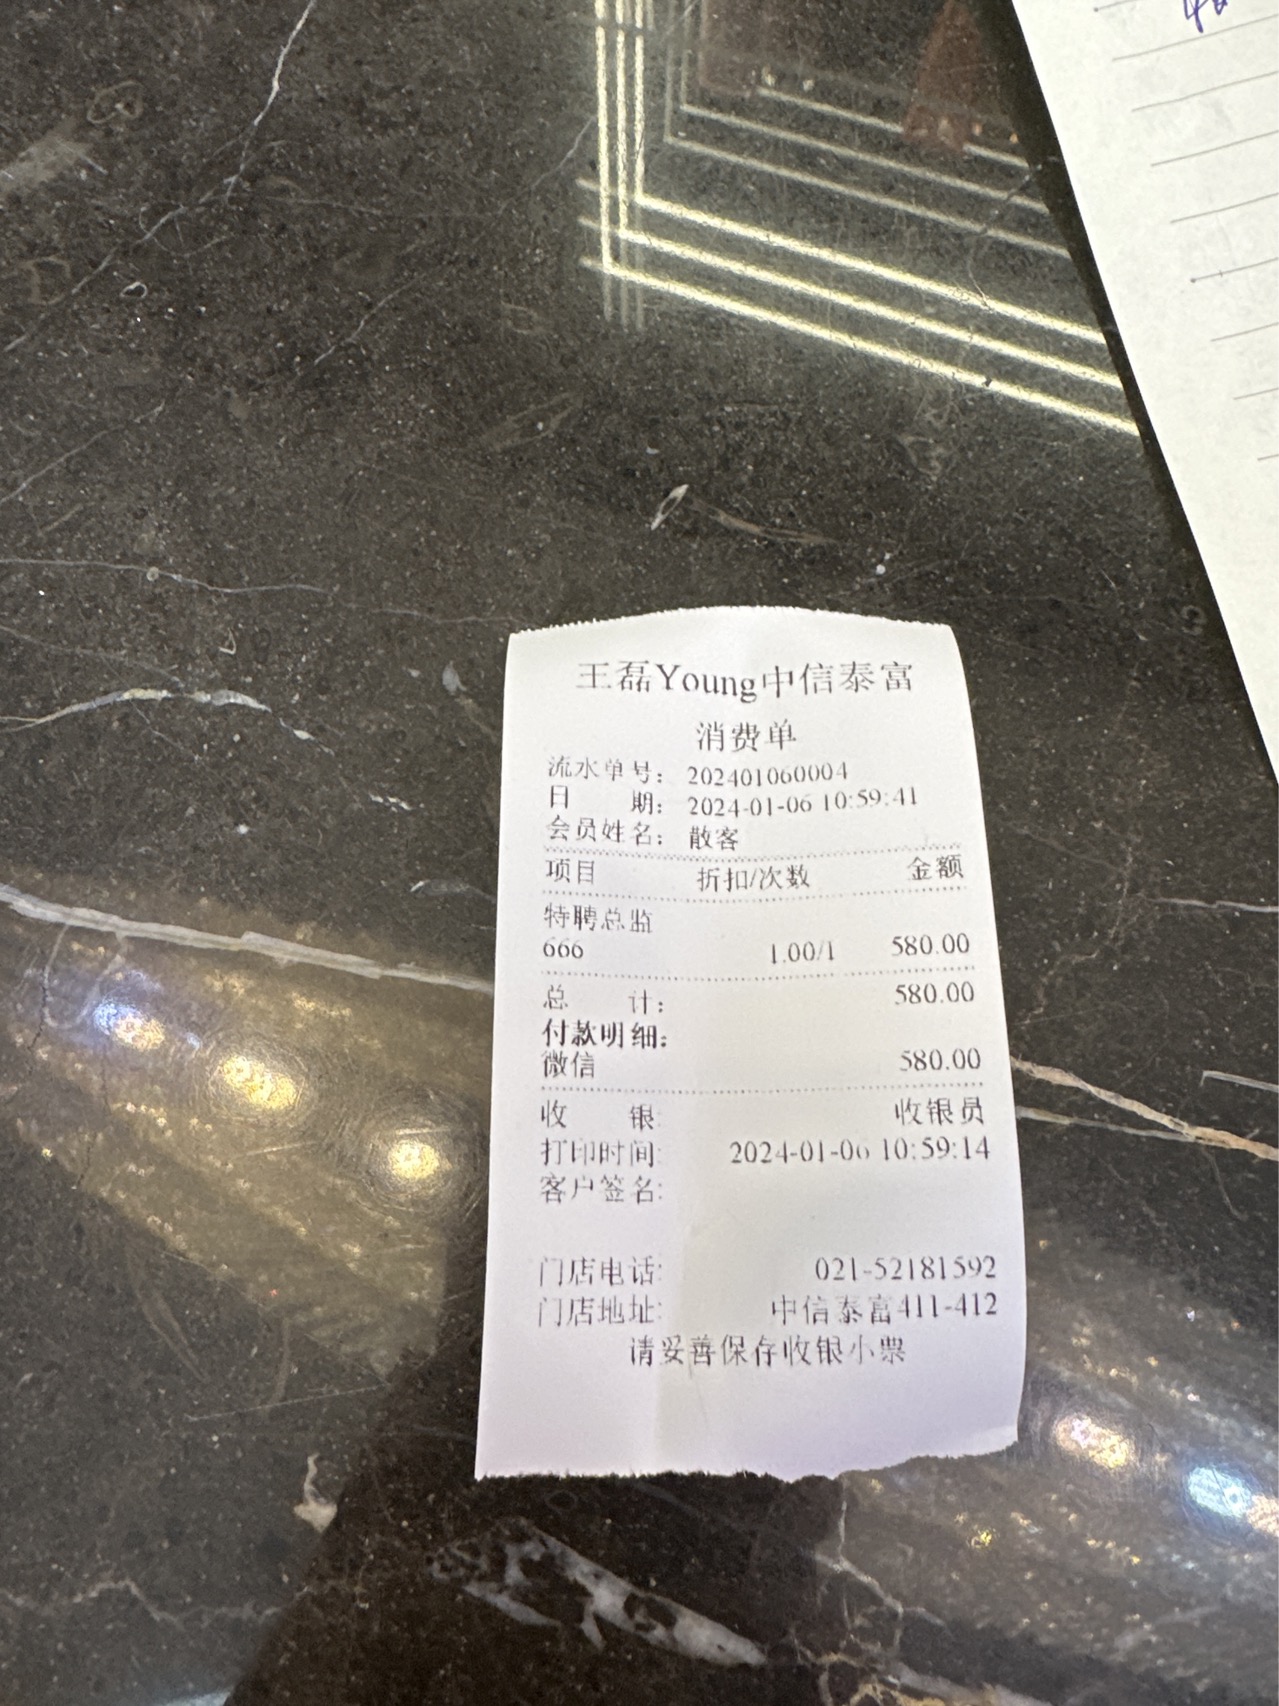 王磊Young中信泰富
消费单
流水单号： 202401060004
日 期： 2024-01-06 10:59:41
会员姓名： 散客
项目 折扣/次数 金额
特聘总监
666 1.00/1 580.00
总 计： 580.00
付款明细：
微信 580.00
收 银: 收银员
打印时间: 2024-01-06 10:59:14
客户签名:
门店电话: 021-52181592
门店地址: 中信泰富411-412
请妥善保存收银小票